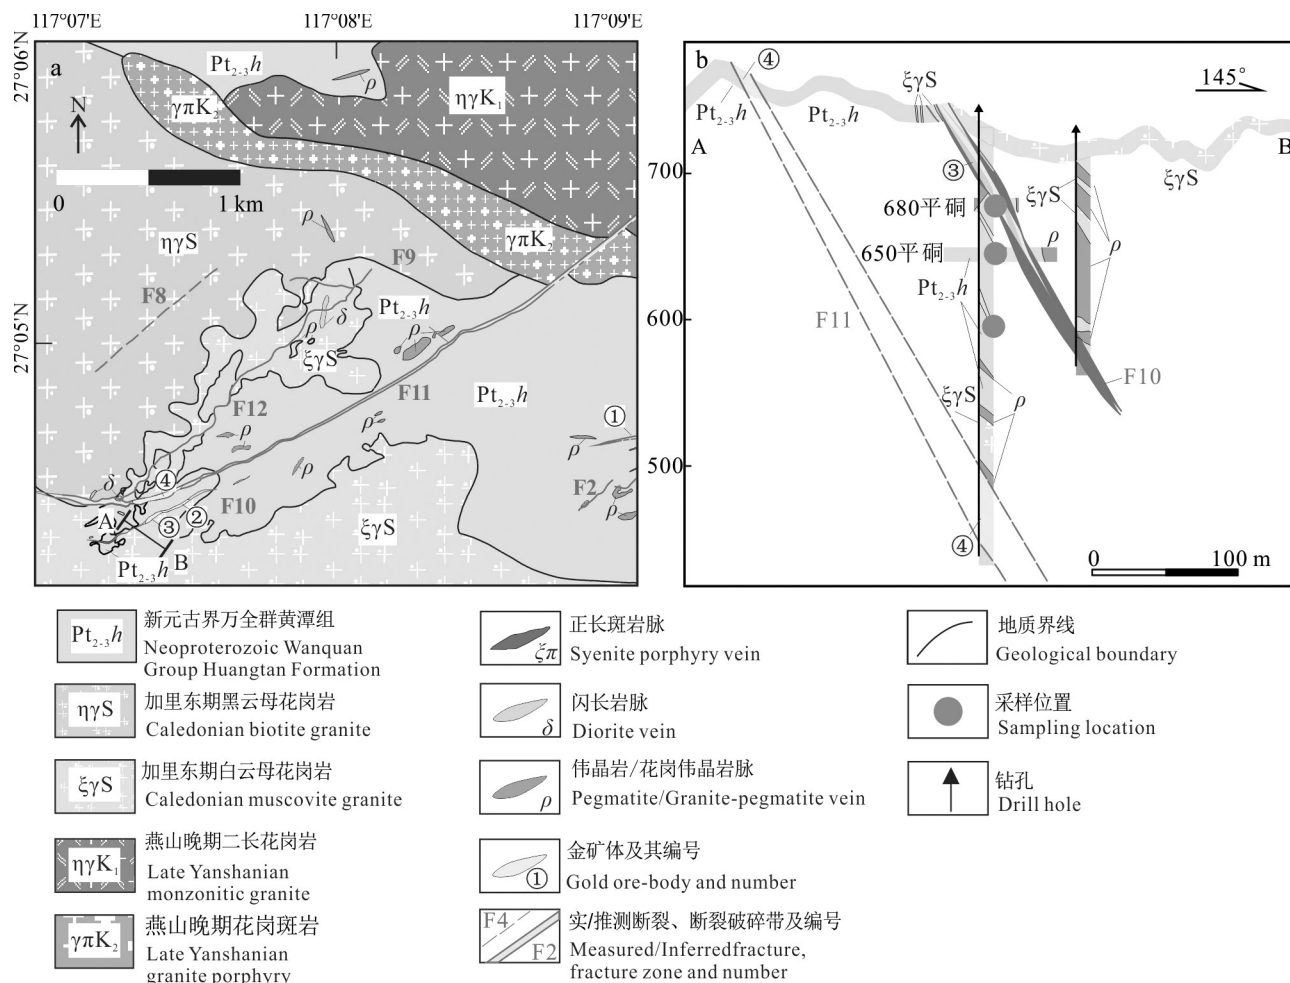 117°07′E
117°08′E
117°09′E
27°06′N
27°05′N
a
N
0
1 km
Pt2-3h
ρ
ηγK1
γπK2
ηγS
ρ
γπK2
F9
F8
Pt2-3h
δ
ρ
ρ
ξγS
F12
F11
Pt2-3h
①
ρ
ρ
ρ
ρ
F2
ρ
δ
④
F10
A
③
②
B
ξγS
Pt2-3h
b
④
145°
ξγS
Pt2-3h
Pt2-3h
A
B
700
③
ξγS
ξγS
680平硐
ρ
650平硐
ρ
ρ
Pt2-3h
600
F11
F10
ξγS
ρ
500
④
0
100 m
Pt2-3h
新元古界万全群黄潭组
Neoproterozoic Wanquan
Group Huangtan Formation
ηγS
加里东期黑云母花岗岩
Caledonian biotite granite
ξγS
加里东期白云母花岗岩
Caledonian muscovite granite
ηγK1
燕山晚期二长花岗岩
Late Yanshanian
monzonitic granite
γπK2
燕山晚期花岗斑岩
Late Yanshanian
granite porphyry
ξπ
正长斑岩脉
Syenite porphyry vein
δ
闪长岩脉
Diorite vein
ρ
伟晶岩/花岗伟晶岩脉
Pegmatite/Granite-pegmatite vein
①
金矿体及其编号
Gold ore-body and number
F4
F2
实/推测断裂、断裂破碎带及编号
Measured/Inferredfracture,
fracture zone and number
地质界线
Geological boundary
采样位置
Sampling location
钻孔
Drill hole